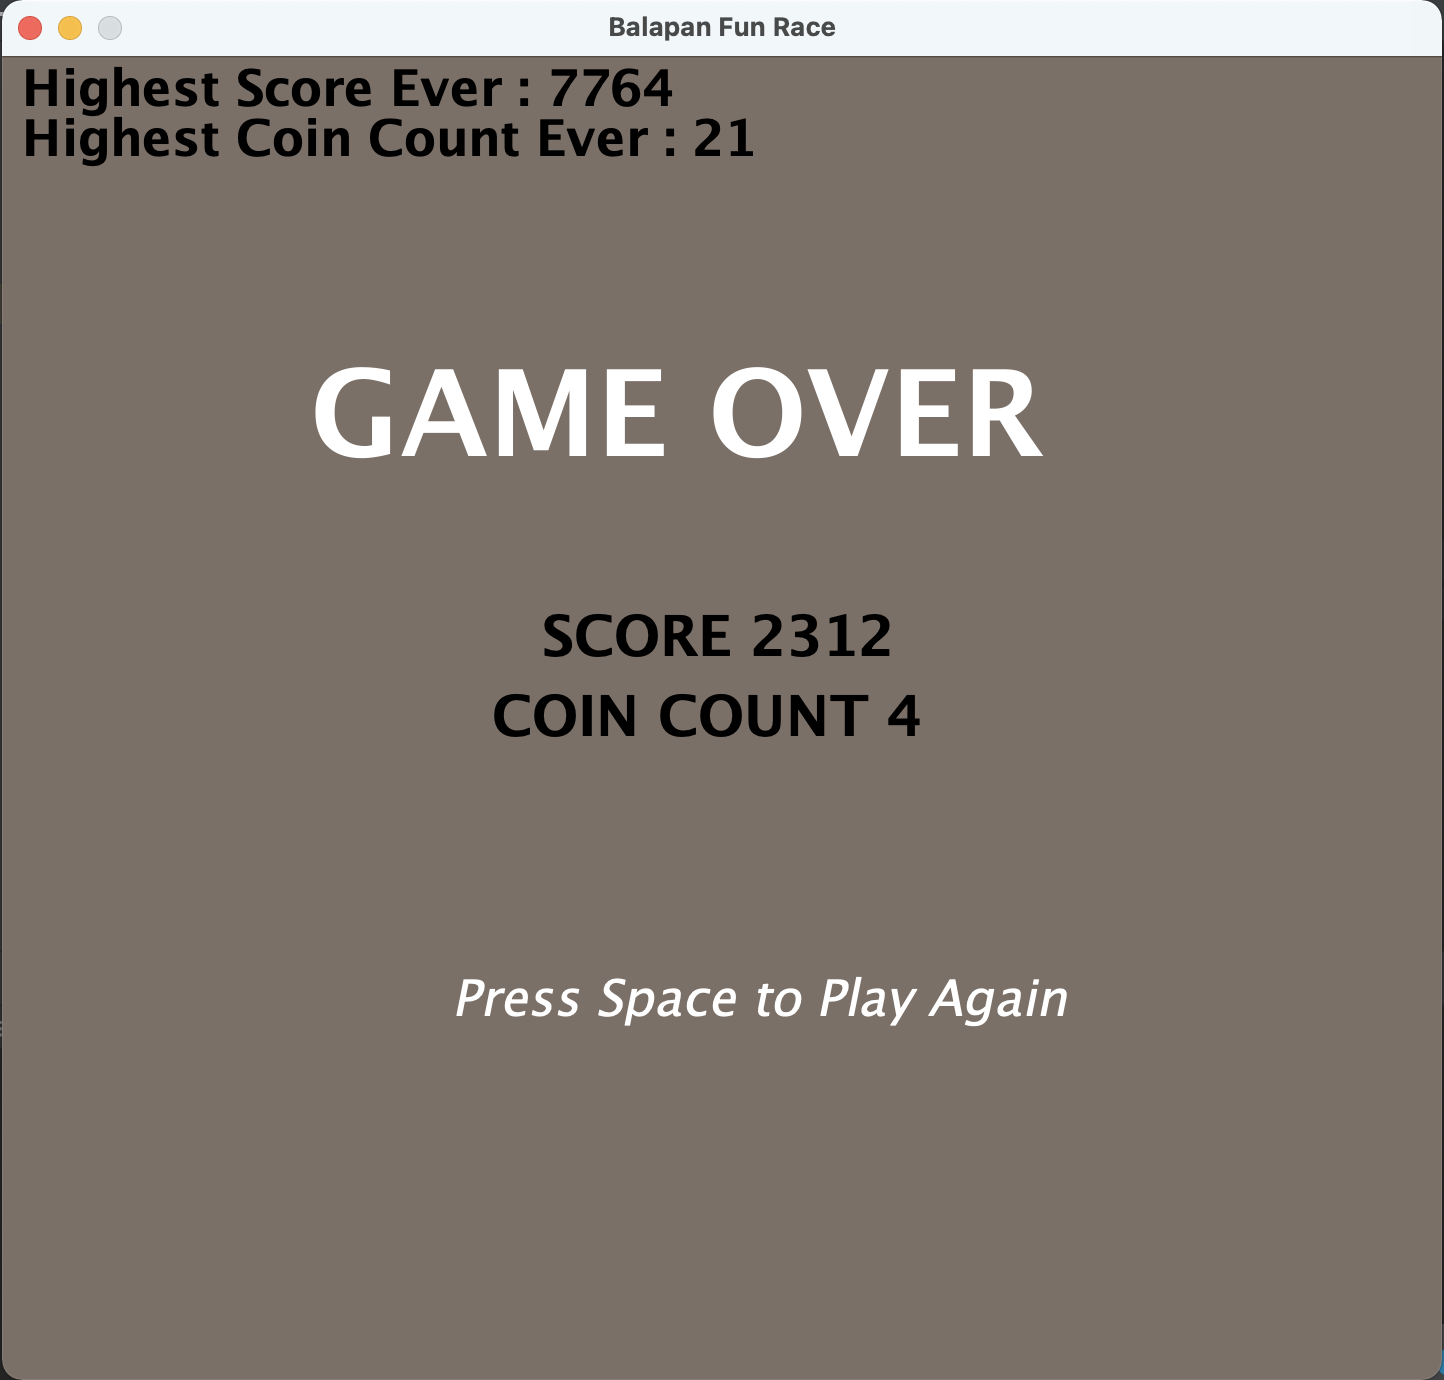 Balapan Fun Race
Highest Score Ever : 7764
Highest Coin Count Ever : 21
GAME OVER
SCORE 2312
COIN COUNT 4
Press Space to Play Again